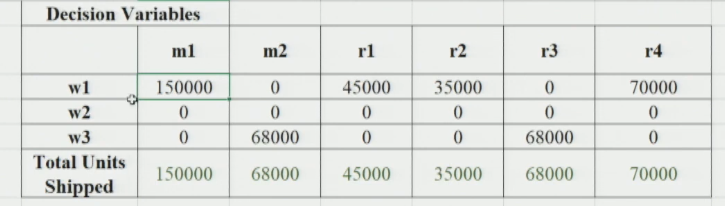 Decision Variables
m1 m2 r1 r2 r3 r4
w1 150000 0 45000 35000 0 70000
w2 0 0 0 0 0 0
w3 0 68000 0 0 68000 0
Total Units Shipped 150000 68000 45000 35000 68000 70000